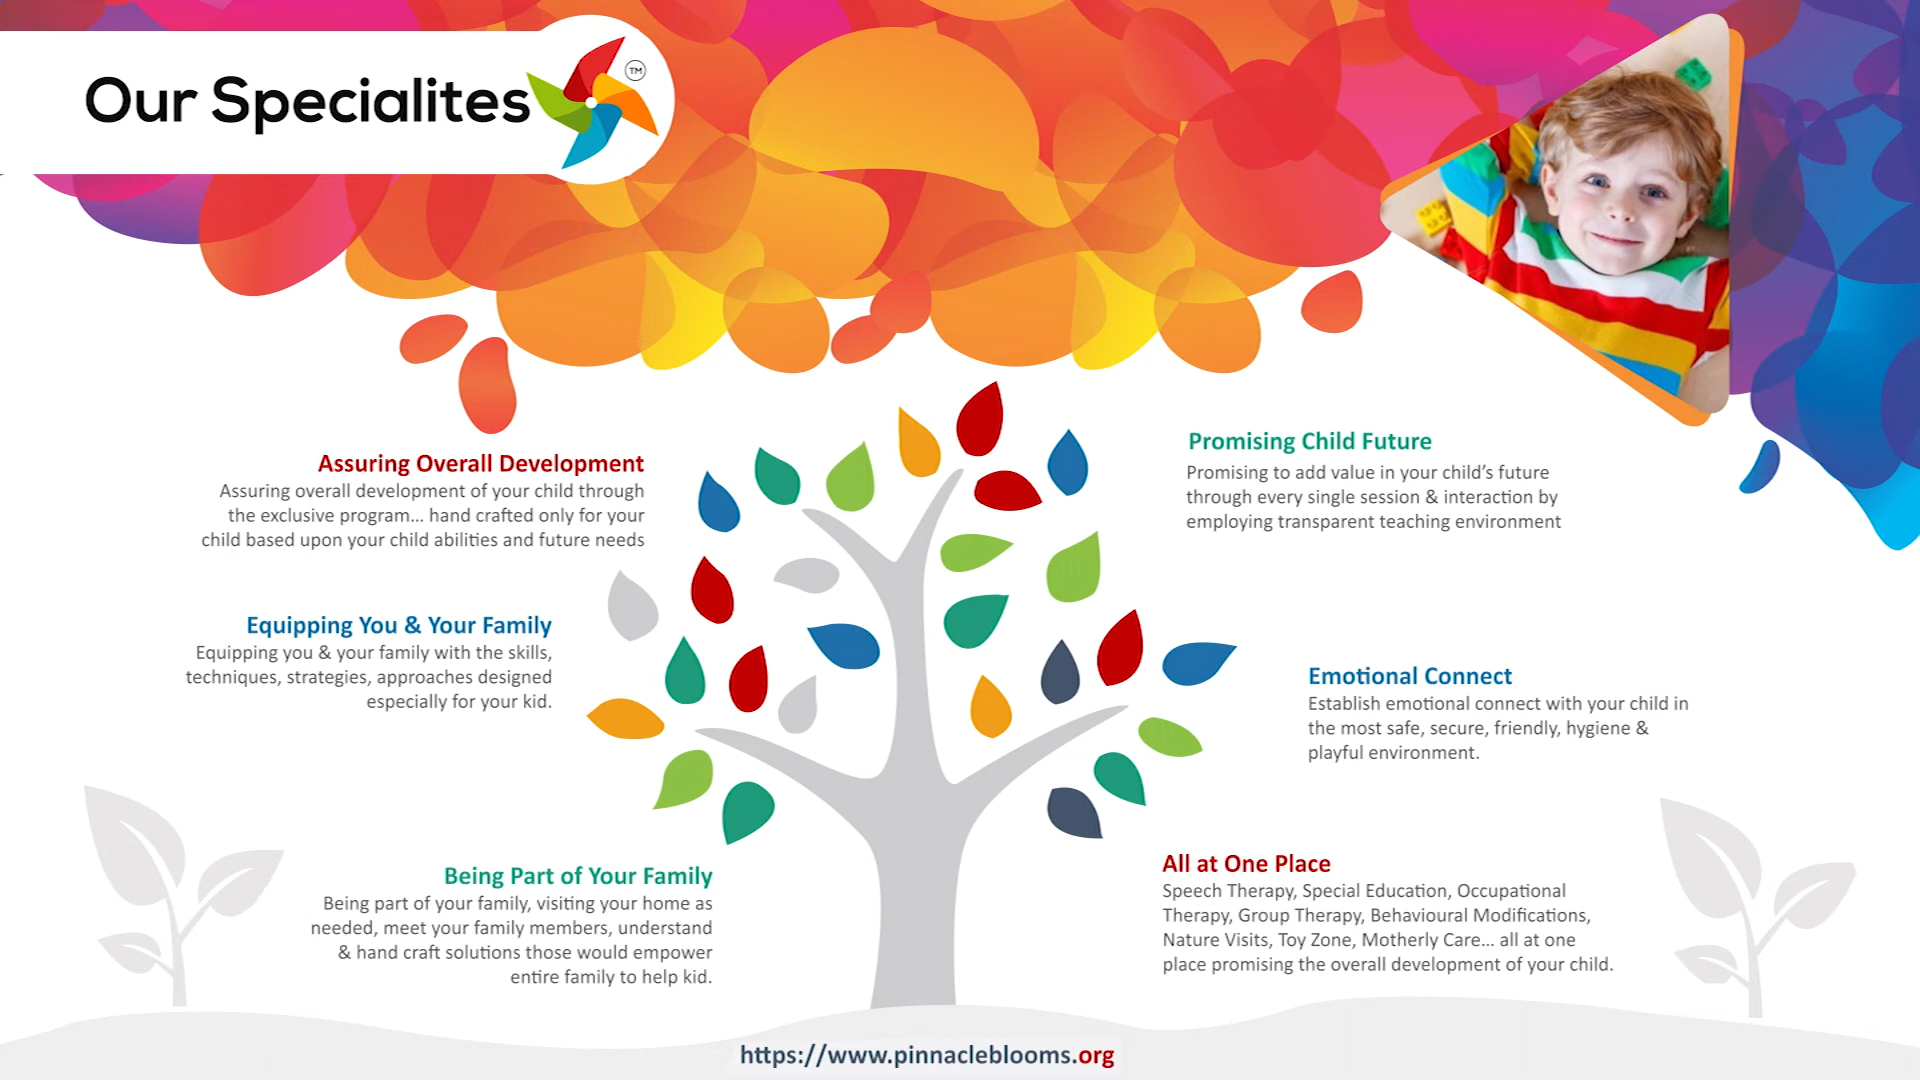 Our Specialites
TM
Assuring Overall Development
Assuring overall development of your child through
the exclusive program... hand crafted only for your
child based upon your child abilities and future needs
Equipping You & Your Family
Equipping you & your family with the skills,
techniques, strategies, approaches designed
especially for your kid.
Being Part of Your Family
Being part of your family, visiting your home as
needed, meet your family members, understand
& hand craft solutions those would empower
entire family to help kid.
Promising Child Future
Promising to add value in your child's future
through every single session & interaction by
employing transparent teaching environment
Emotional Connect
Establish emotional connect with your child in
the most safe, secure, friendly, hygiene &
playful environment.
All at One Place
Speech Therapy, Special Education, Occupational
Therapy, Group Therapy, Behavioural Modifications,
Nature Visits, Toy Zone, Motherly Care... all at one
place promising the overall development of your child.
https://www.pinnacleblooms.org